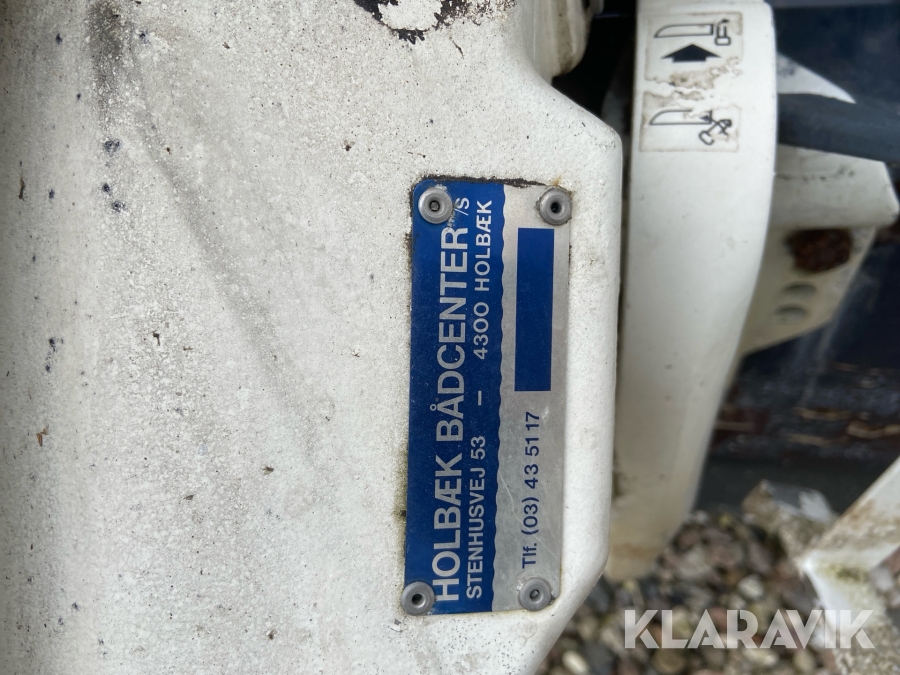 HOLBÆK BÅDCENTER A/S
STENHUSVEJ 53 – 4300 HOLBÆK
Tlf. (03) 43 51 17
KLARAVIK